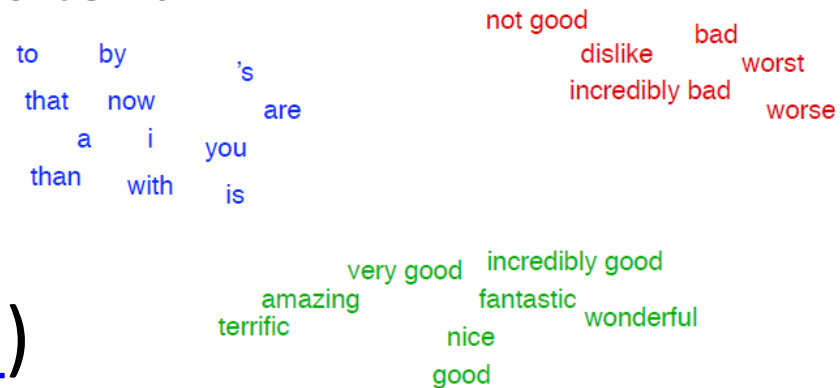 to by 's
that now are
a i you
than with is
not good bad
dislike worst
incredibly bad worse
very good incredibly good
amazing fantastic
terrific nice wonderful
good
)